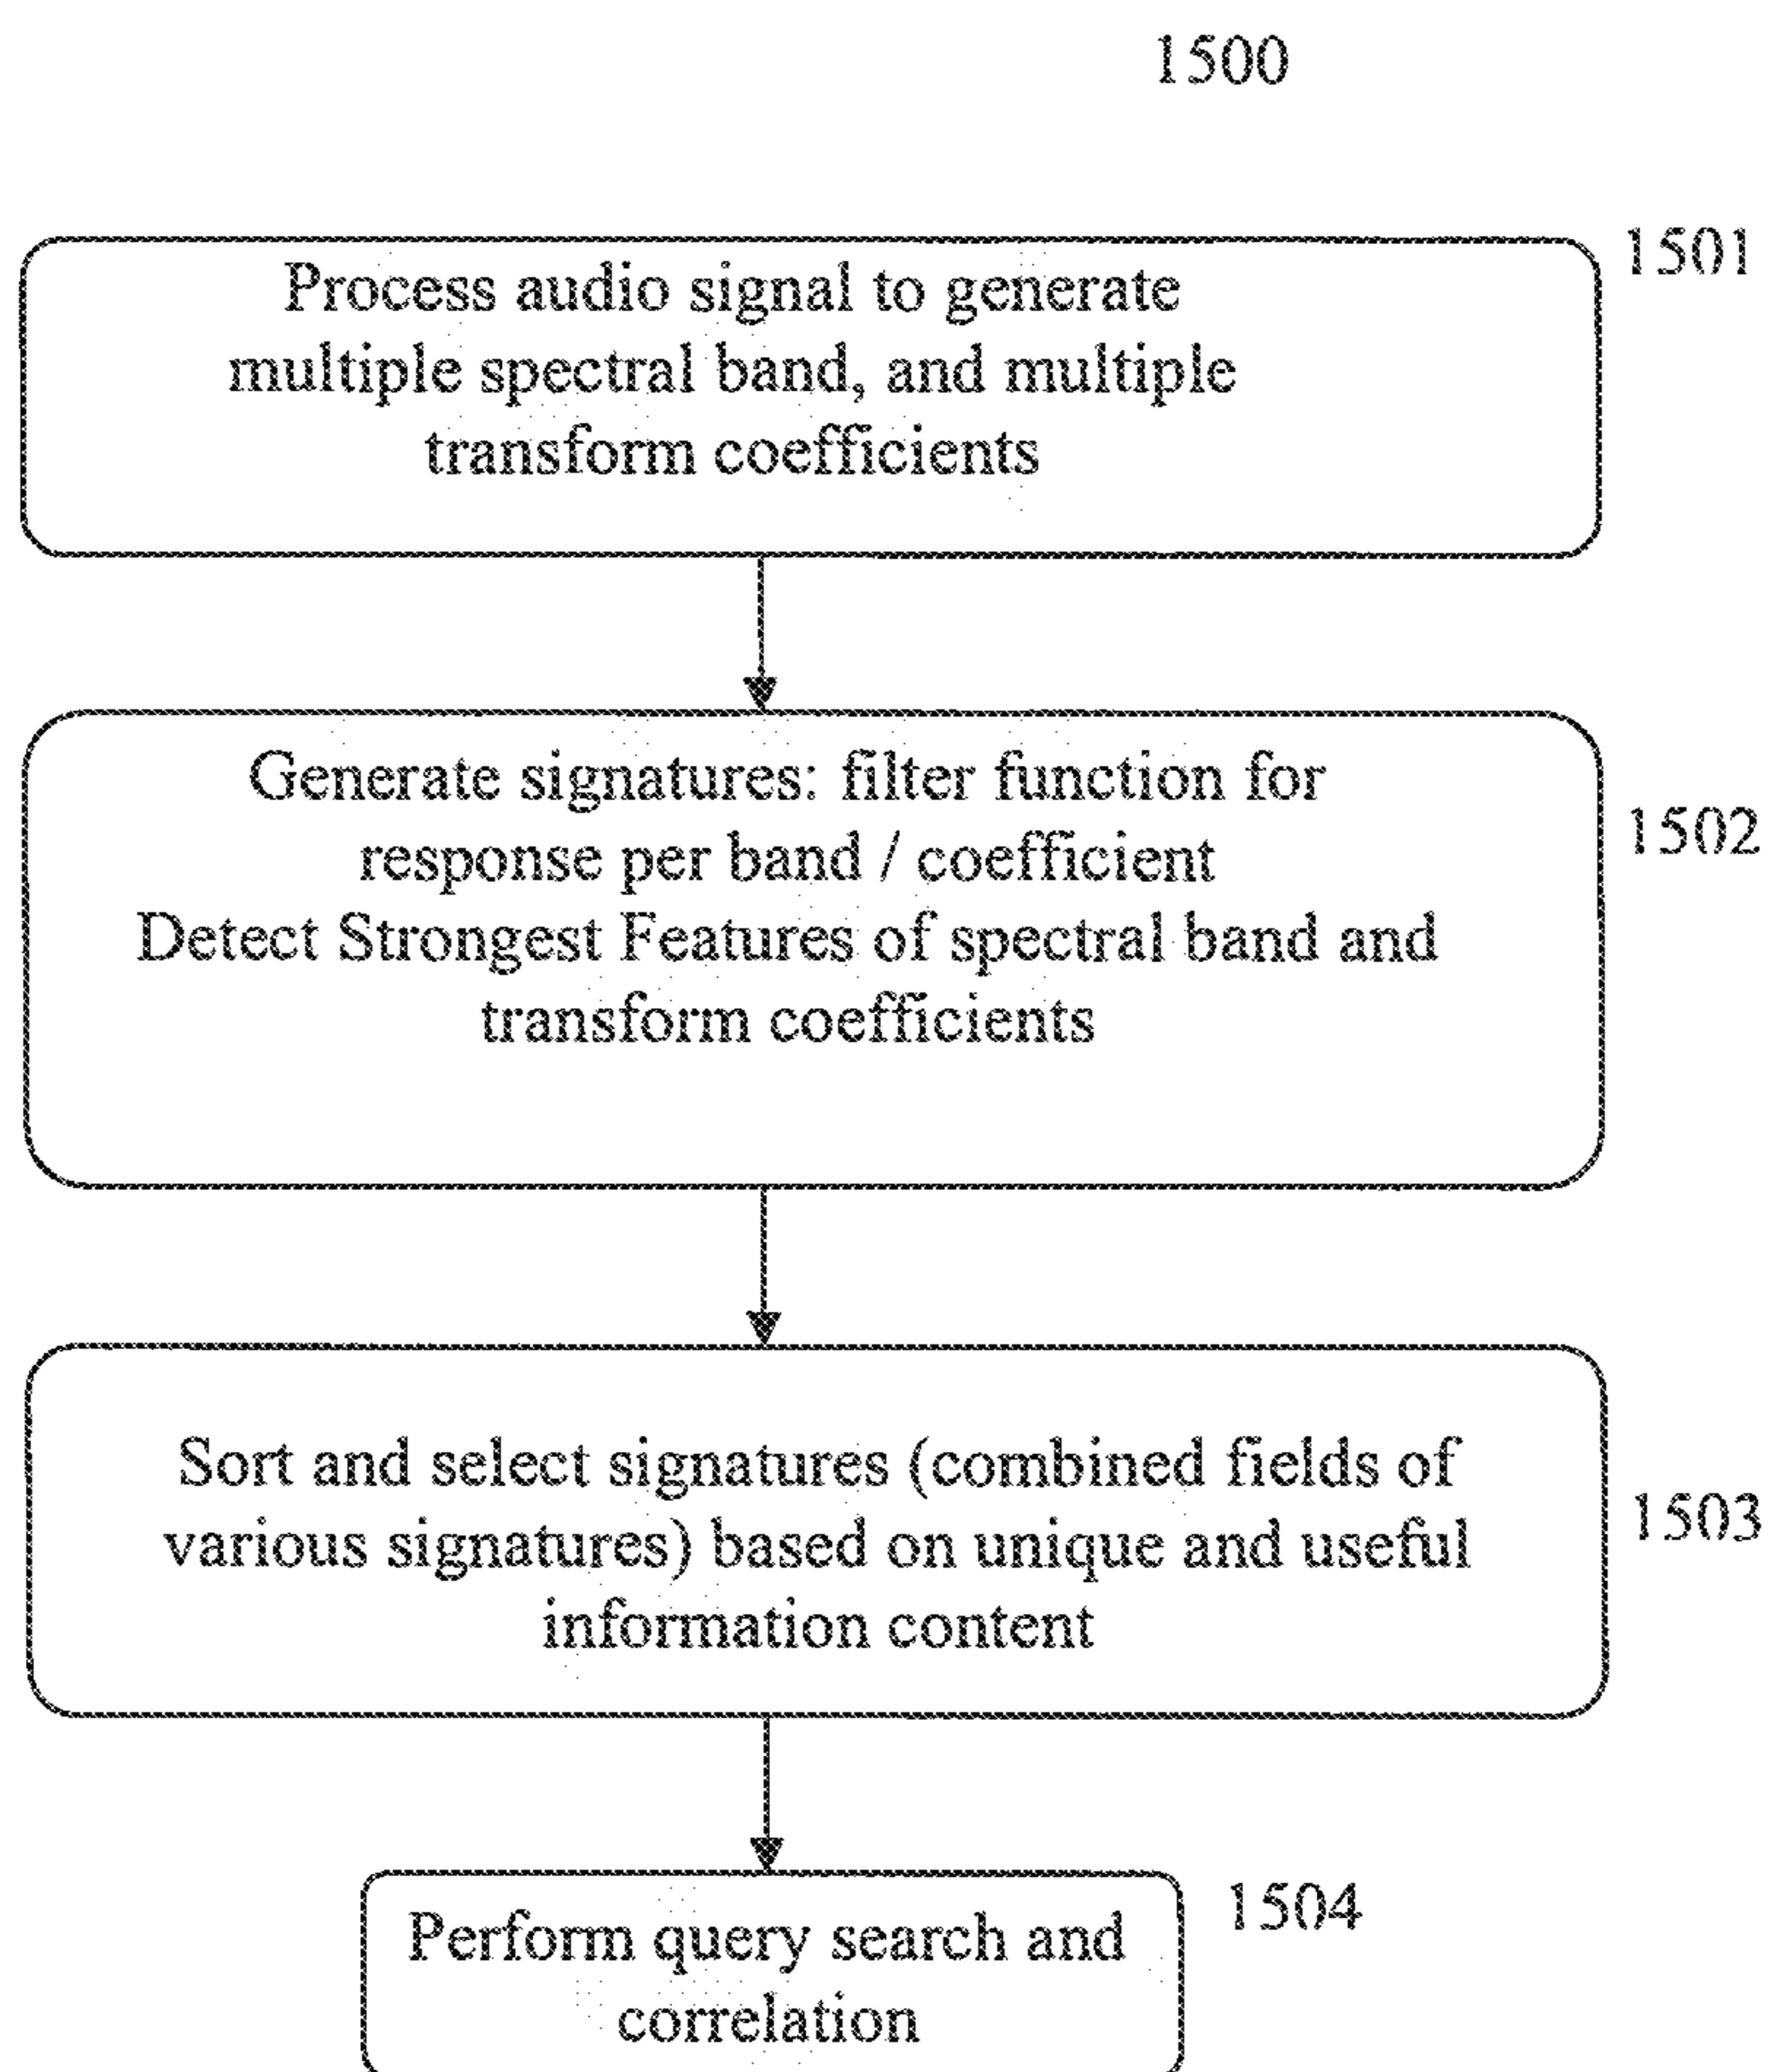 1500
1501
Process audio signal to generate
multiple spectral band, and multiple
transform coefficients
Generate signatures: filter function for
response per band / coefficient
Detect Strongest Features of spectral band and
transform coefficients
1502
Sort and select signatures (combined fields of
various signatures) based on unique and useful
information content
1503
1504
Perform query search and
correlation